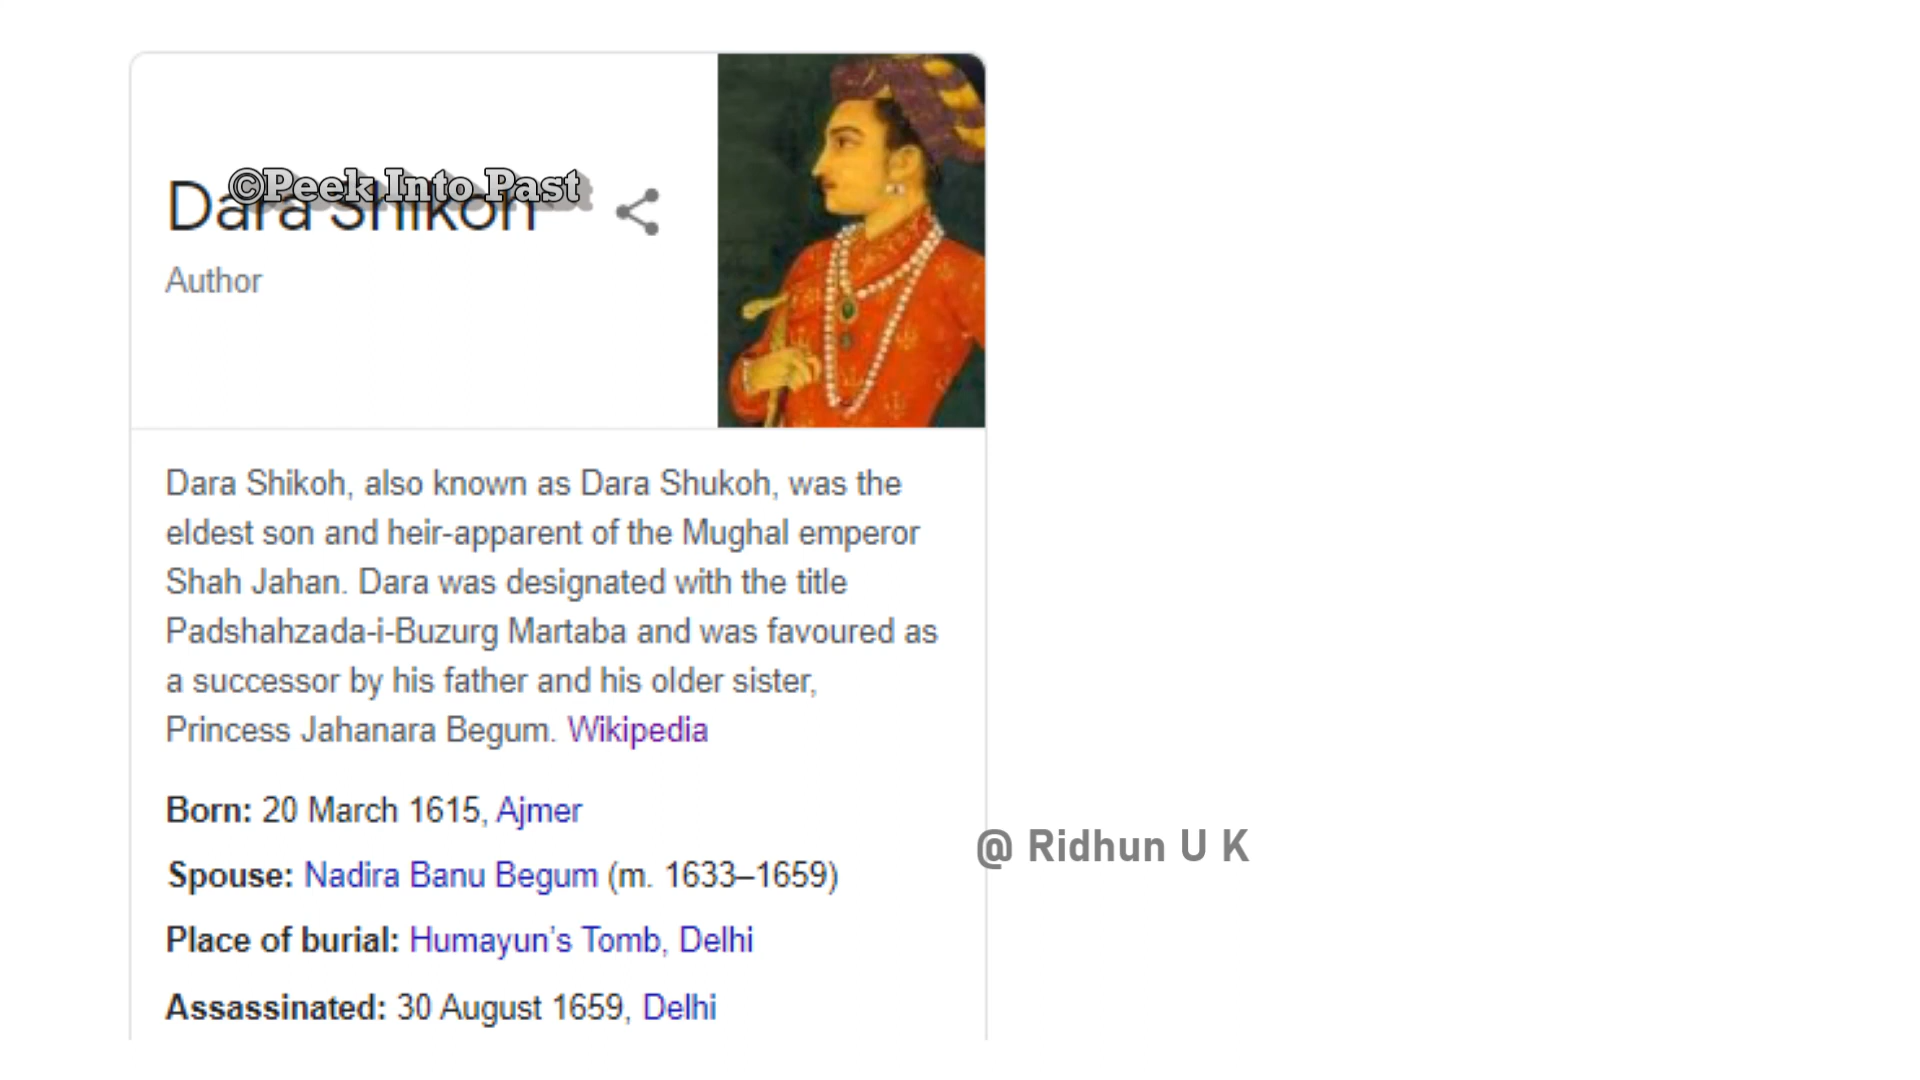 ©Peek Into Past
Dara Shikoh
Author
Dara Shikoh, also known as Dara Shukoh, was the
eldest son and heir-apparent of the Mughal emperor
Shah Jahan. Dara was designated with the title
Padshahzada-i-Buzurg Martaba and was favoured as
a successor by his father and his older sister,
Princess Jahanara Begum. Wikipedia
Born: 20 March 1615, Ajmer
@ Ridhun U K
Spouse: Nadira Banu Begum (m. 1633–1659)
Place of burial: Humayun's Tomb, Delhi
Assassinated: 30 August 1659, Delhi